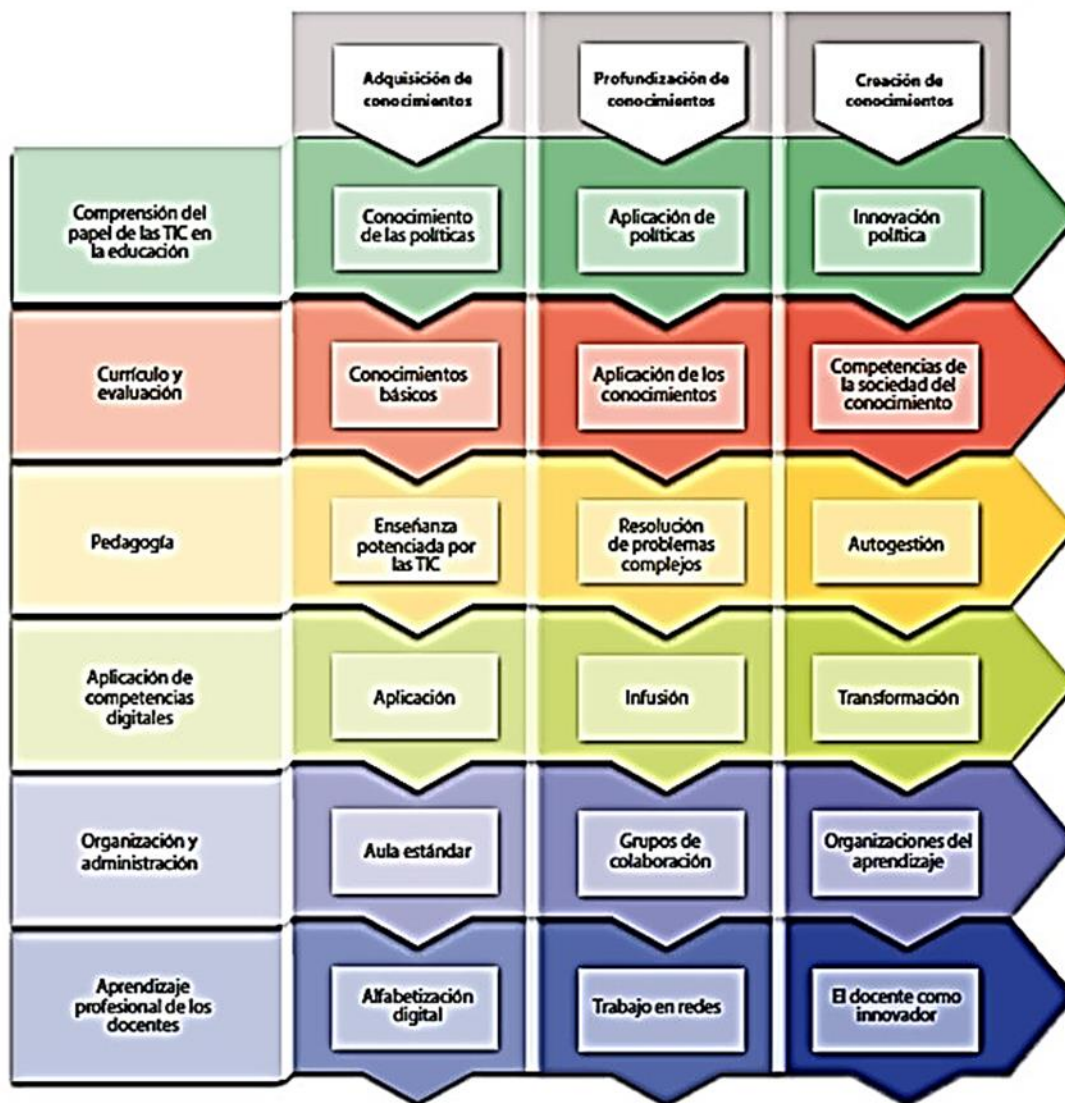 Adquisición de
conocimientos
Profundización de
conocimientos
Creación de
conocimientos
Comprensión del
papel de las TIC en
la educación
Conocimiento
de las políticas
Aplicación de
políticas
Innovación
política
Currículo y
evaluación
Conocimientos
básicos
Aplicación de los
conocimientos
Competencias de
la sociedad del
conocimiento
Pedagogía
Enseñanza
potenciada por
las TIC
Resolución
de problemas
complejos
Autogestión
Aplicación de
competencias
digitales
Aplicación
Infusión
Transformación
Organización y
administración
Aula estándar
Grupos de
colaboración
Organizaciones del
aprendizaje
Aprendizaje
profesional de los
docentes
Alfabetización
digital
Trabajo en redes
El docente como
innovador